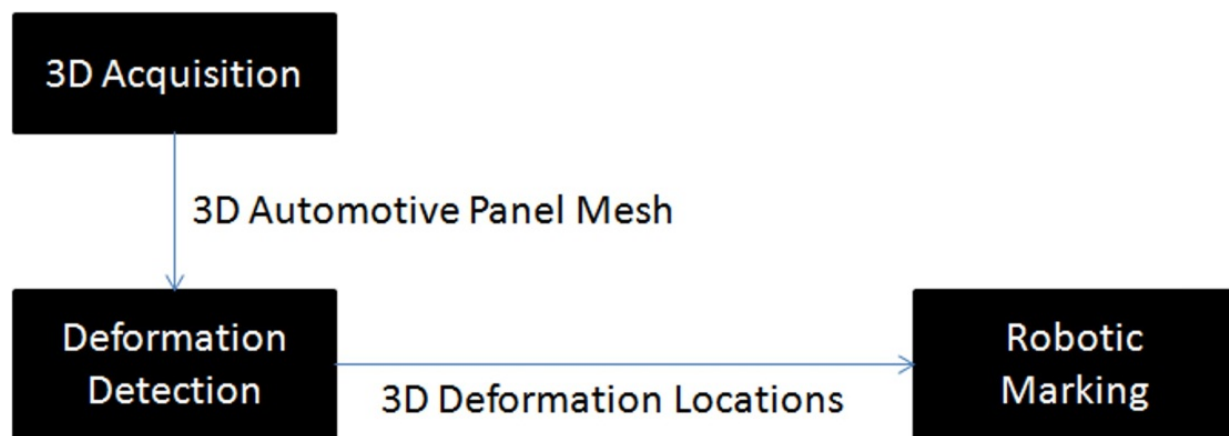 3D Acquisition
3D Automotive Panel Mesh
Deformation
Detection
3D Deformation Locations
Robotic
Marking